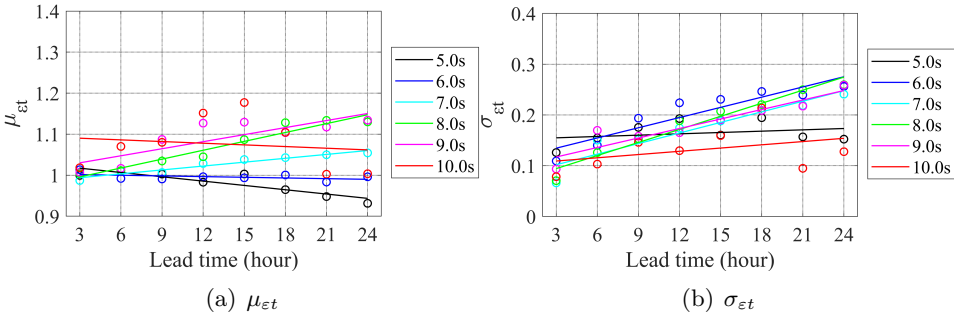 1.4
1.3
1.2
1.1
1
0.9
μεt
3 6 9 12 15 18 21 24
Lead time (hour)
5.0s
6.0s
7.0s
8.0s
9.0s
10.0s
(a) μεt
0.4
0.3
0.2
0.1
0
σεt
3 6 9 12 15 18 21 24
Lead time (hour)
5.0s
6.0s
7.0s
8.0s
9.0s
10.0s
(b) σεt